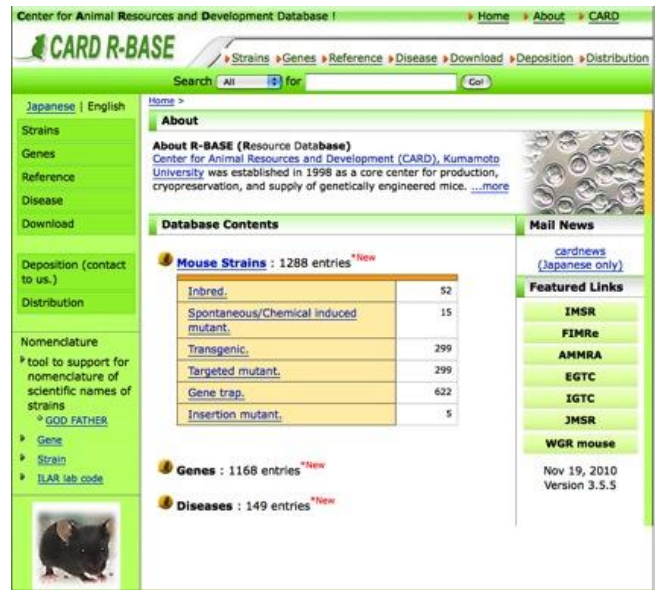 Center for Animal Resources and Development Database !
Home About CARD
CARD R-BASE
Strains Genes Reference Disease Download Deposition Distribution
Search All for Go!
Japanese | English
Strains
Genes
Reference
Disease
Download
Deposition (contact
to us.)
Distribution
Nomenclature
tool to support for
nomenclature of
scientific names of
strains
GOD FATHER
Gene
Strain
ILAR lab code
Home >
About
About R-BASE (Resource Database)
Center for Animal Resources and Development (CARD), Kumamoto
University was established in 1998 as a core center for production,
cryopreservation, and supply of genetically engineered mice. ...more
Database Contents
Mouse Strains : 1288 entries *New
Inbred. 52
Spontaneous/Chemical induced
mutant. 15
Transgenic. 299
Targeted mutant. 299
Gene trap. 622
Insertion mutant. 5
Genes : 1168 entries *New
Diseases : 149 entries *New
Mail News
cardnews
(Japanese only)
Featured Links
IMSR
FIMRe
AMMRA
EGTC
IGTC
JMSR
WGR mouse
Nov 19, 2010
Version 3.5.5